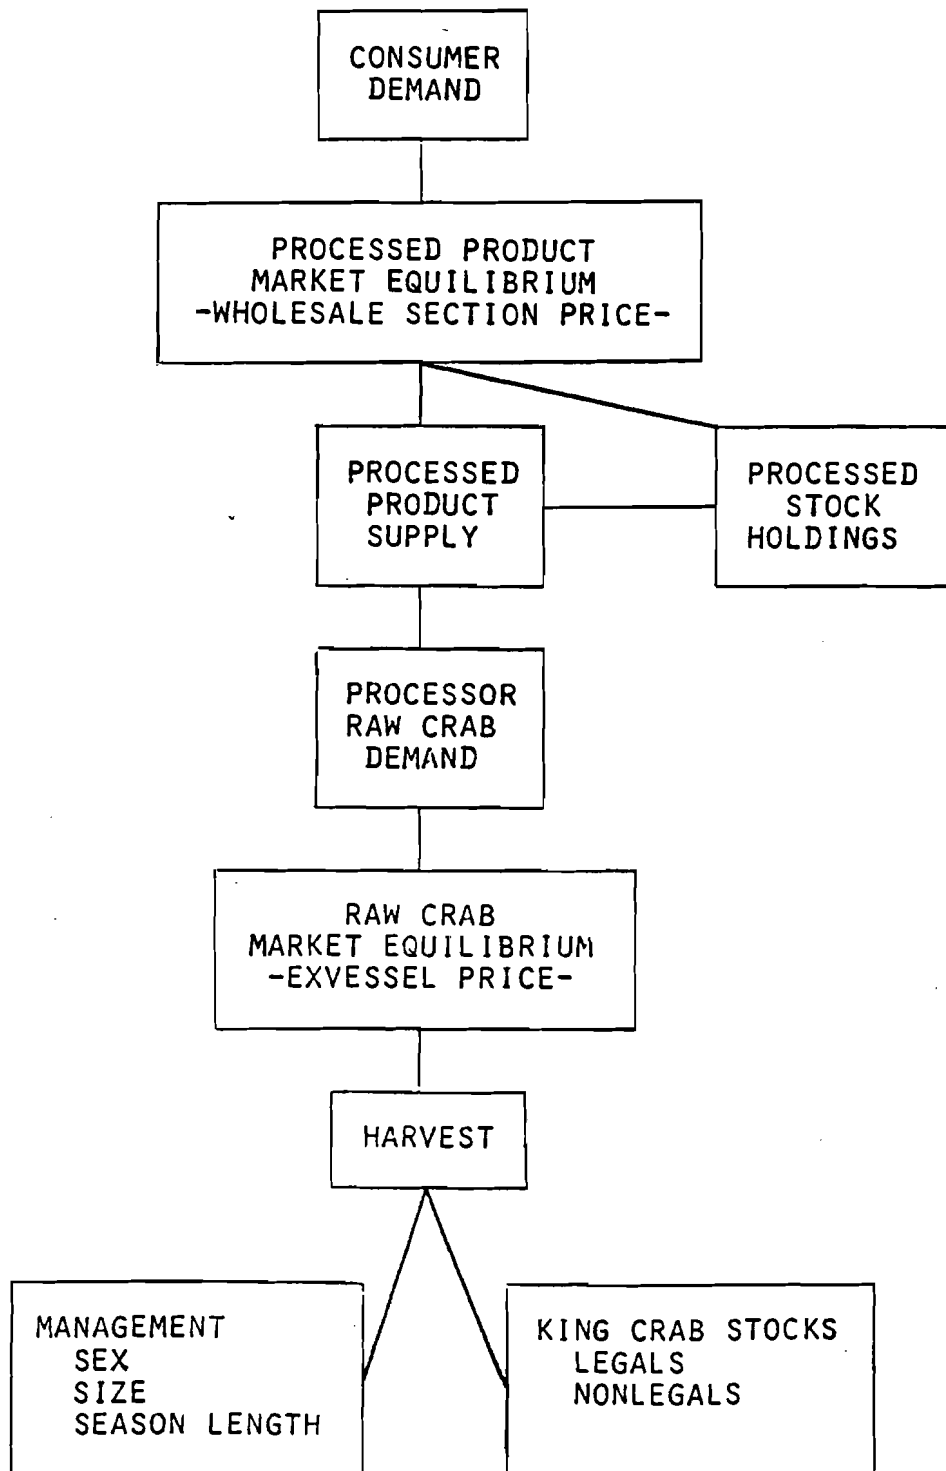 CONSUMER
DEMAND
PROCESSED PRODUCT
MARKET EQUILIBRIUM
-WHOLESALE SECTION PRICE-
PROCESSED
PRODUCT
SUPPLY
PROCESSED
STOCK
HOLDINGS
PROCESSOR
RAW CRAB
DEMAND
RAW CRAB
MARKET EQUILIBRIUM
-EXVESSEL PRICE-
HARVEST
MANAGEMENT
SEX
SIZE
SEASON LENGTH
KING CRAB STOCKS
LEGALS
NONLEGALS